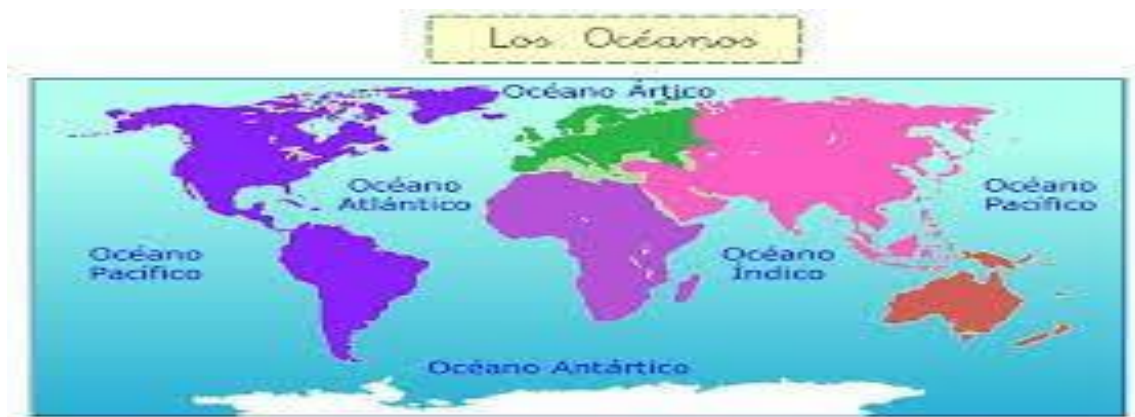 Los Océanos
Océano Ártico
Océano
Atlántico
Océano
Pacífico
Océano
Pacífico
Océano
Índico
Océano Antártico